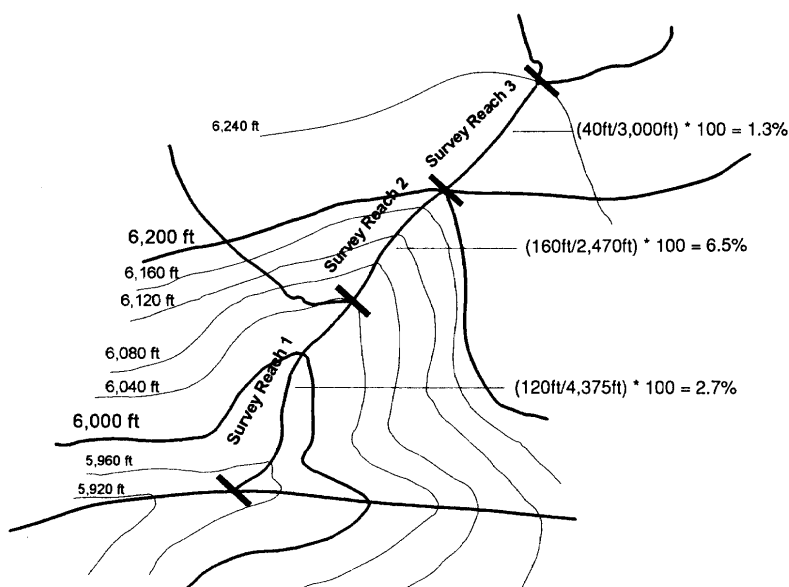 Survey Reach 3
6,240 ft
(40ft/3,000ft) * 100 = 1.3%
Survey Reach 2
6,200 ft
(160ft/2,470ft) * 100 = 6.5%
6,160 ft
6,120 ft
6,080 ft
Survey Reach 1
6,040 ft
(120ft/4,375ft) * 100 = 2.7%
6,000 ft
5,960 ft
5,920 ft